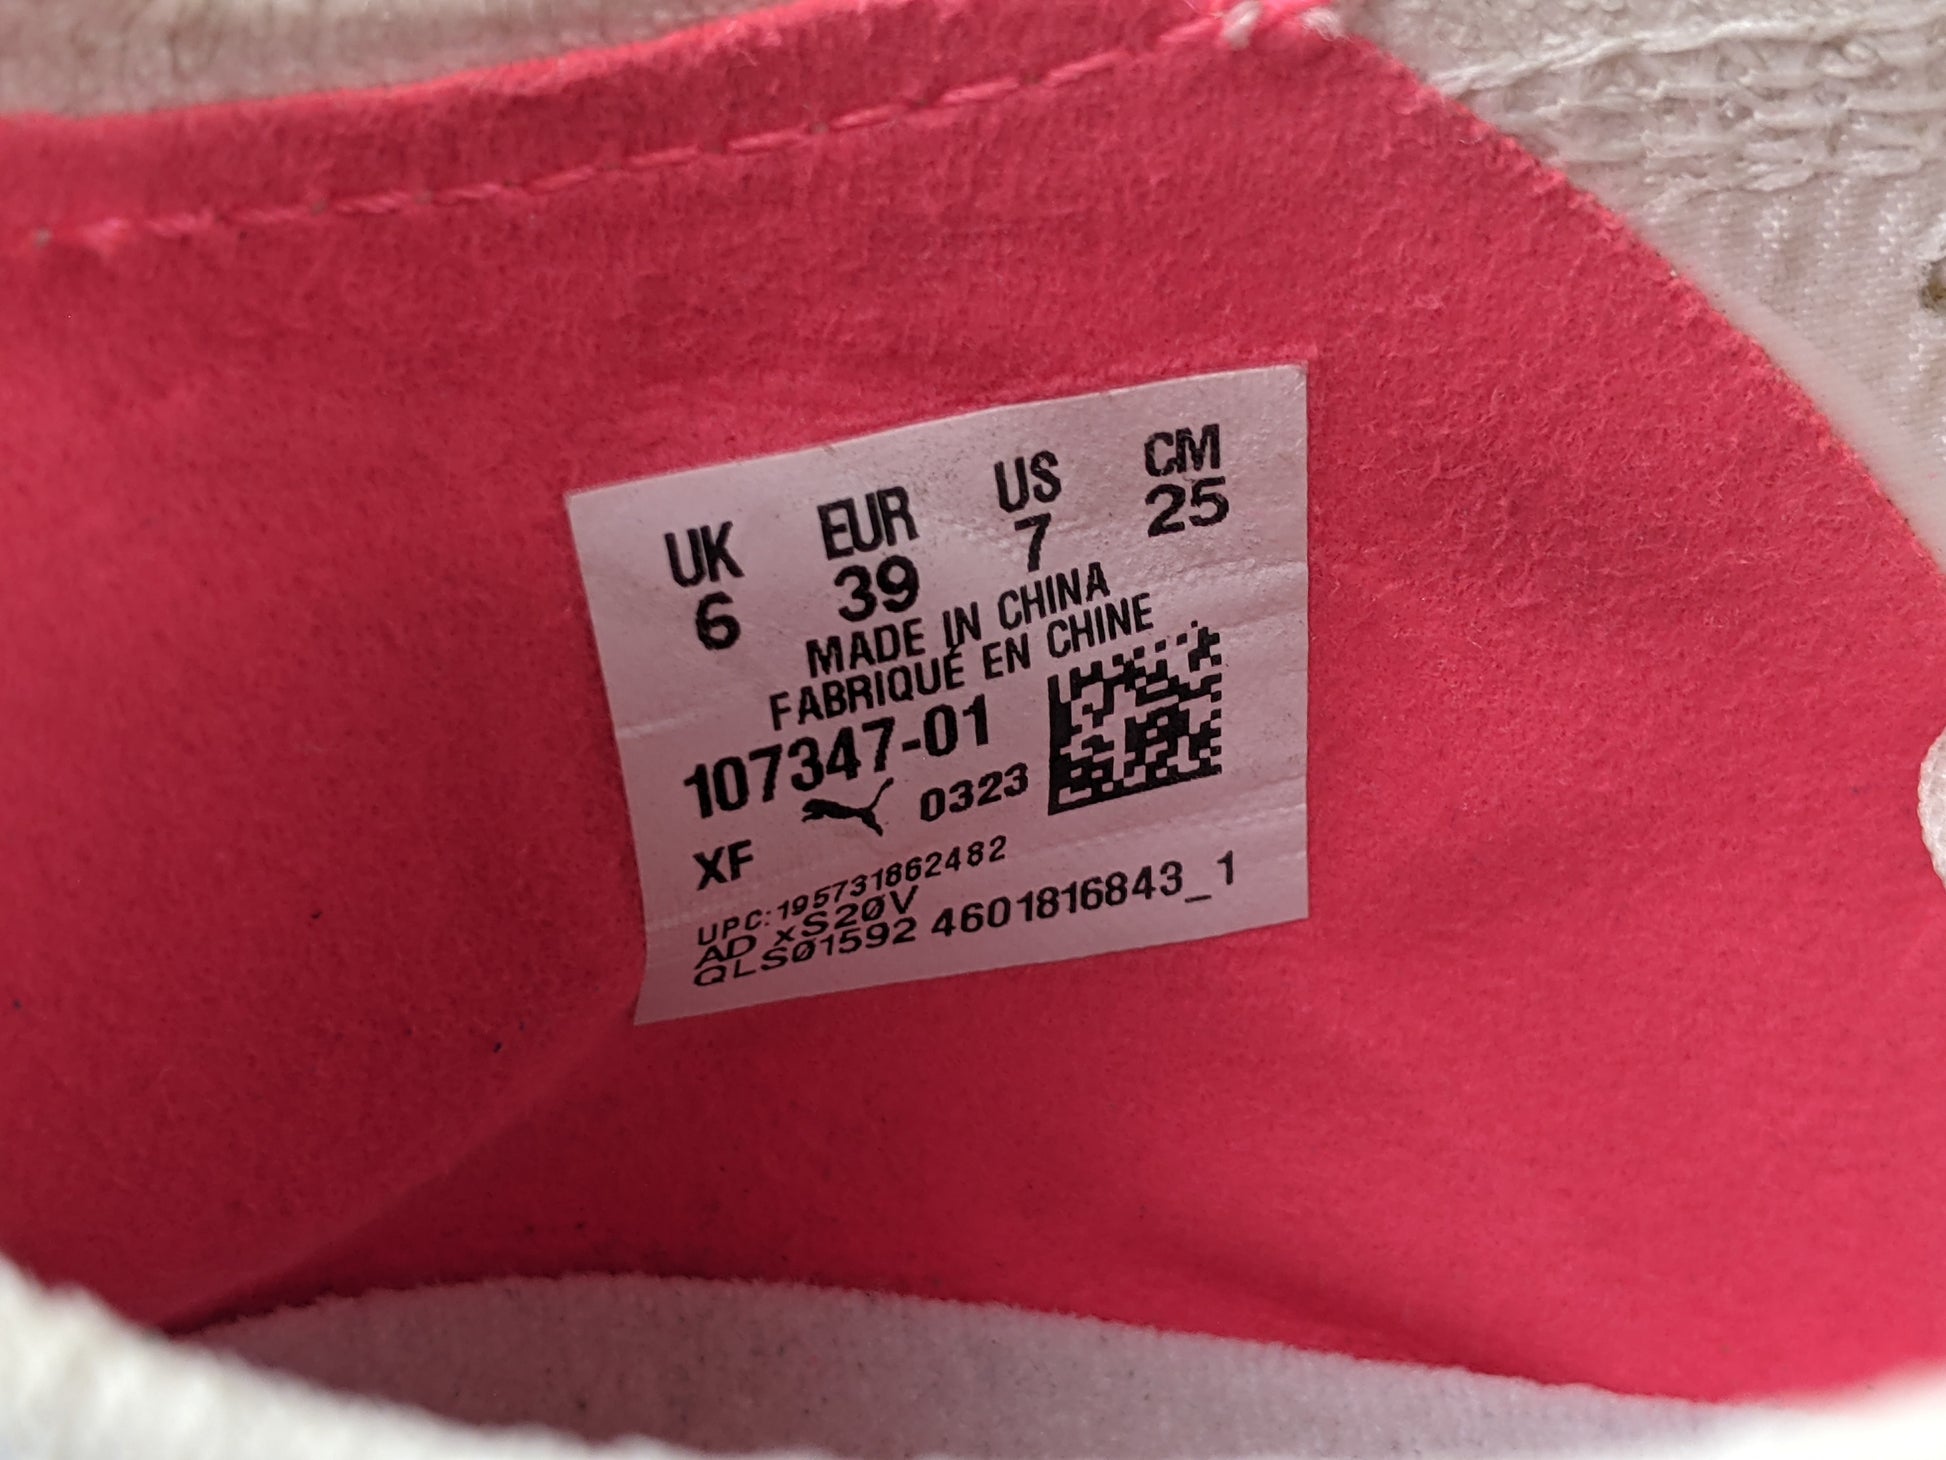 UK EUR US CM
6 39 7 25
MADE IN CHINA
FABRIQUÉ EN CHINE
107347-01
XF 0323
UPC:195731862482
AD xS20V
QLS01592 4601816843_1